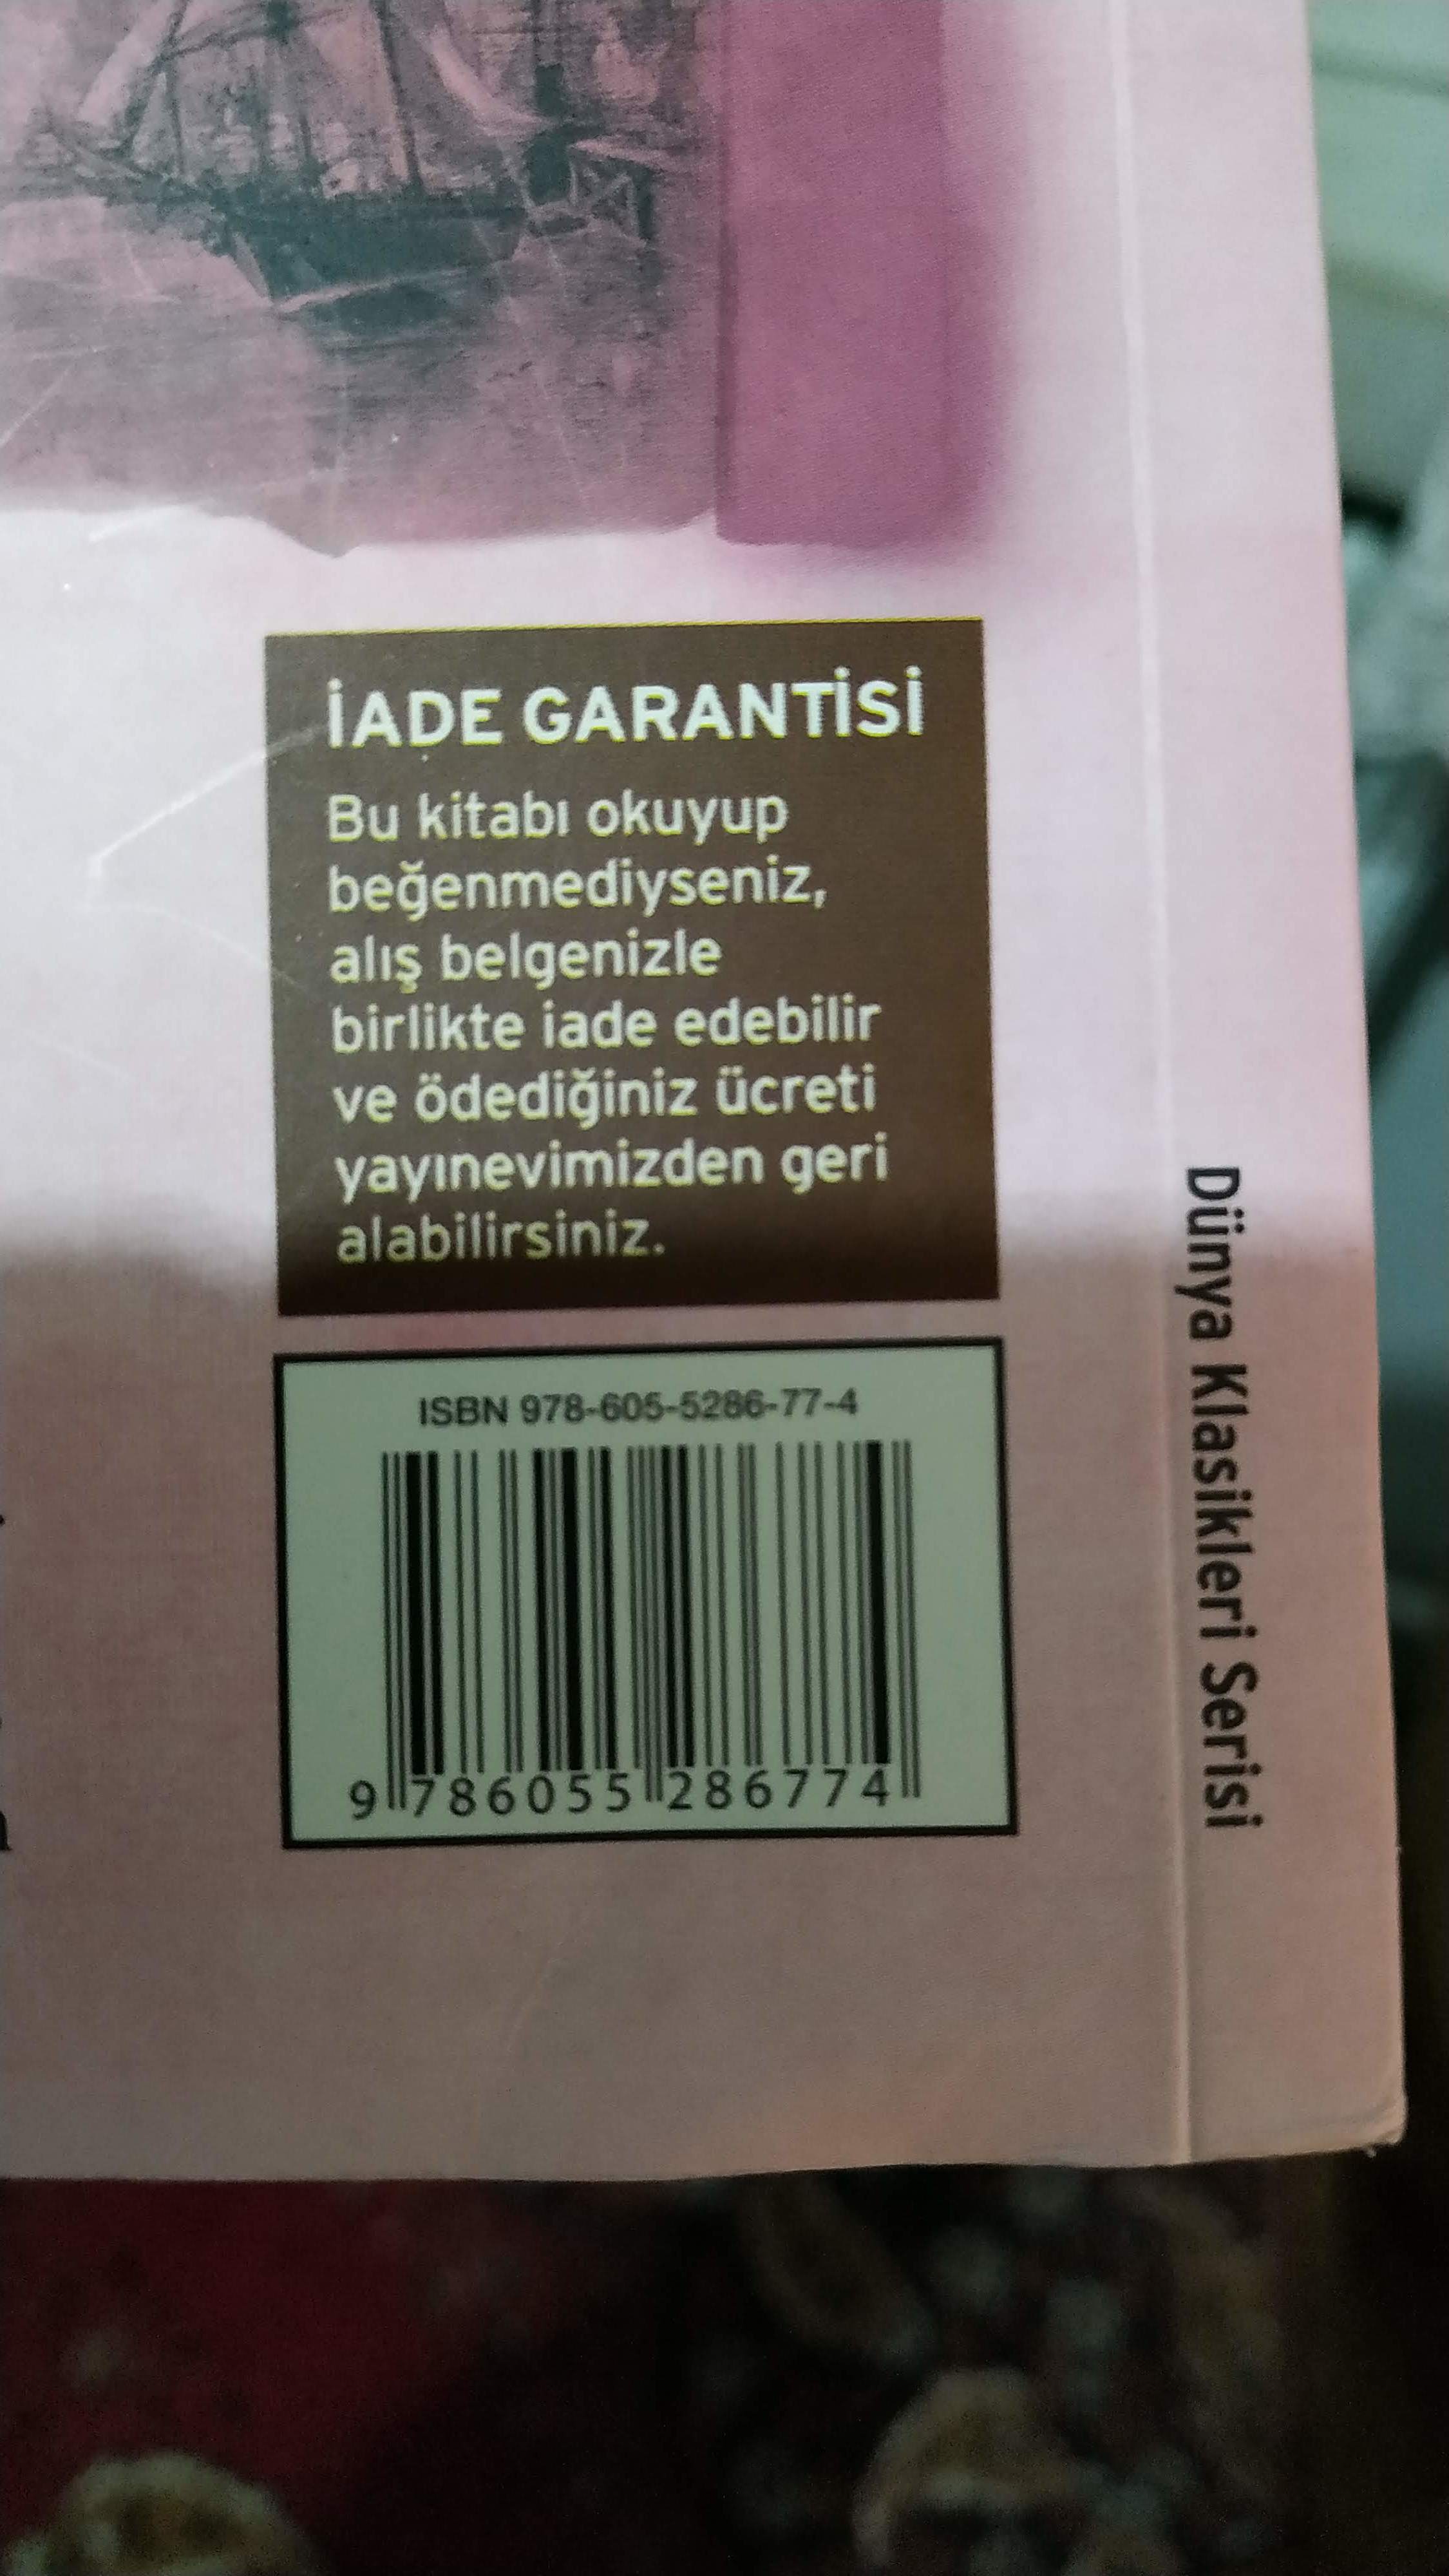 İADE GARANTİSİ
Bu kitabı okuyup
beğenmediyseniz,
alış belgenizle
birlikte iade edebilir
ve ödediğiniz ücreti
yayınevimizden geri
alabilirsiniz.
ISBN 978-605-5286-77-4
9 786055 286774
Dünya Klasikleri Serisi